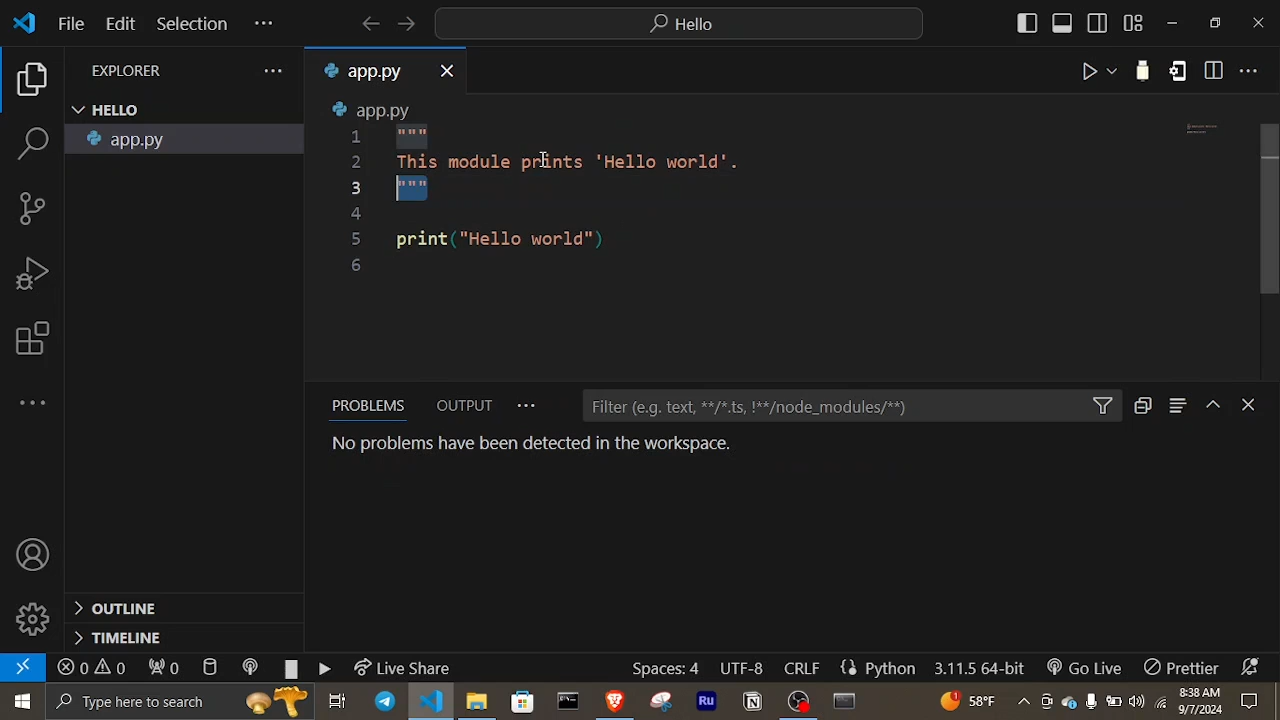 File Edit Selection ··· Hello
EXPLORER ···
HELLO
app.py
app.py
app.py
1 """
2 This module prints 'Hello world'.
3 """
4
5 print("Hello world")
6
PROBLEMS OUTPUT ··· Filter (e.g. text, **/*.ts, !**/node_modules/**)
No problems have been detected in the workspace.
OUTLINE
TIMELINE
0 0 0 Live Share Spaces: 4 UTF-8 CRLF Python 3.11.5 64-bit Go Live Prettier
Type here to search Ru 1 58°F 8:38 AM
9/7/2024